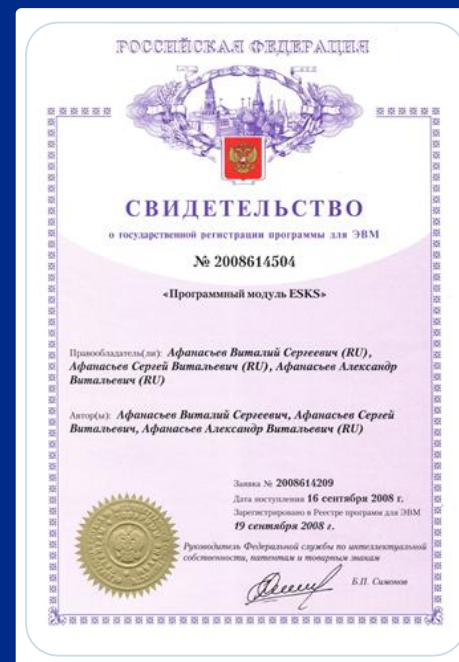 РОССИЙСКАЯ ФЕДЕРАЦИЯ
СВИДЕТЕЛЬСТВО
о государственной регистрации программы для ЭВМ
№ 2008614504
«Программный модуль ESKS»
Правообладатель(ли): Афанасьев Виталий Сергеевич (RU),
Афанасьев Сергей Витальевич (RU), Афанасьев Александр
Витальевич (RU)
Автор(ы): Афанасьев Виталий Сергеевич, Афанасьев Сергей
Витальевич, Афанасьев Александр Витальевич (RU)
Заявка № 2008614209
Дата поступления 16 сентября 2008 г.
Зарегистрировано в Реестре программ для ЭВМ
19 сентября 2008 г.
Руководитель Федеральной службы по интеллектуальной
собственности, патентам и товарным знакам
Б.П. Симонов